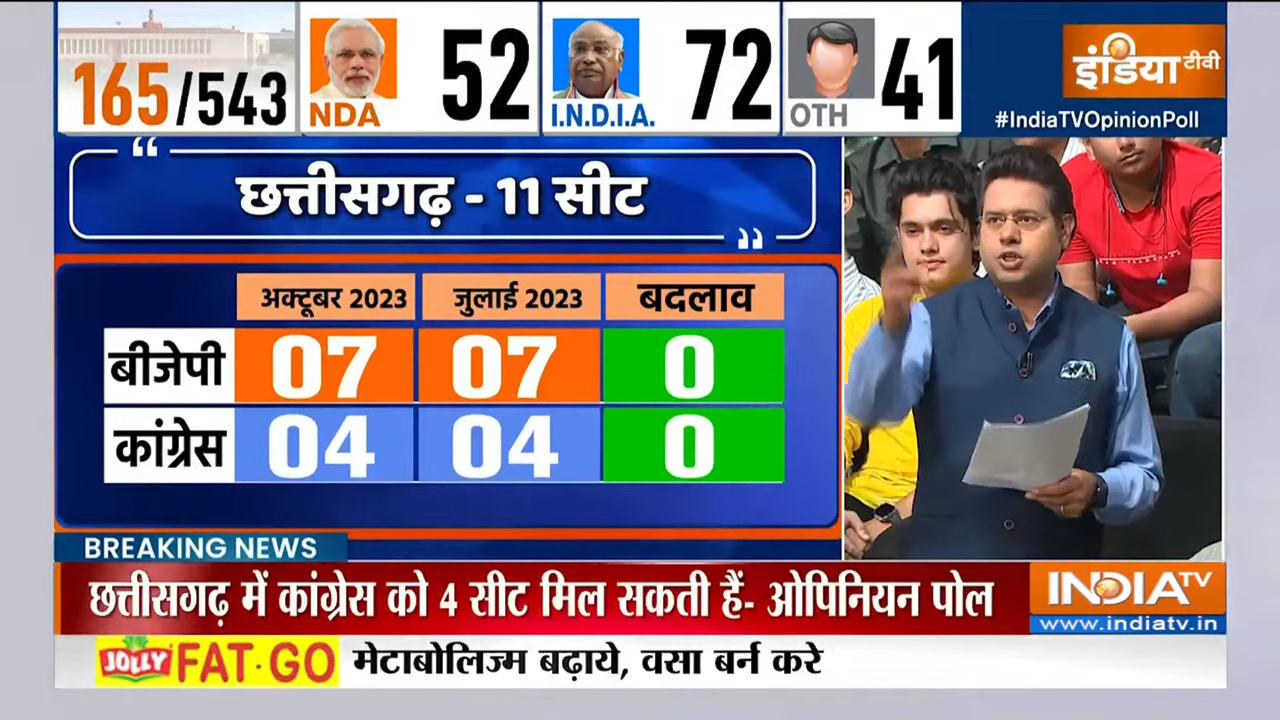 165/543
NDA
52
I.N.D.I.A.
72
OTH
41
इंडिया टीवी
#IndiaTVOpinionPoll
“ छत्तीसगढ़ - 11 सीट ”
अक्टूबर 2023 जुलाई 2023 बदलाव
बीजेपी 07 07 0
कांग्रेस 04 04 0
BREAKING NEWS
छत्तीसगढ़ में कांग्रेस को 4 सीट मिल सकती हैं- ओपिनियन पोल
INDIA TV
www.indiatv.in
JOLLY FAT·GO मेटाबोलिज्म बढ़ाये, वसा बर्न करे